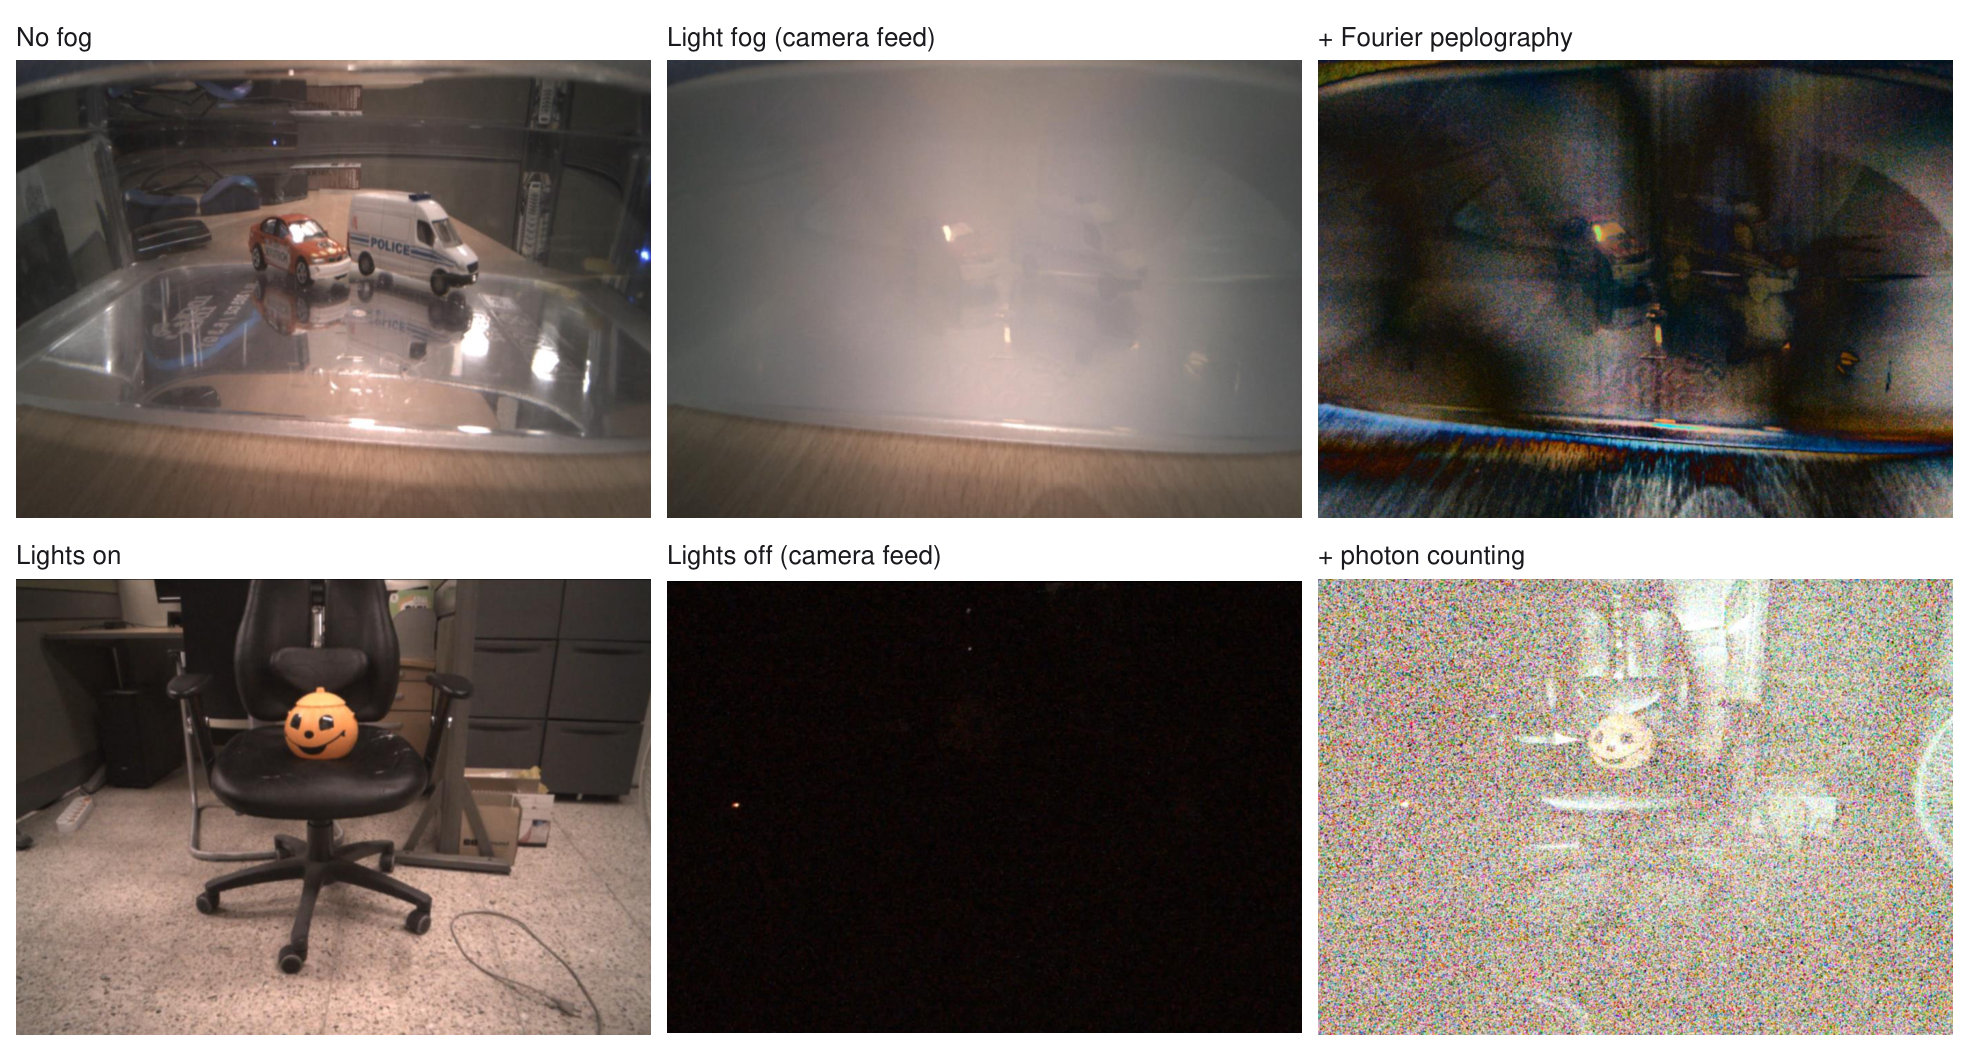 No fog
Light fog (camera feed)
+ Fourier peplography
POLICE
Lights on
Lights off (camera feed)
+ photon counting